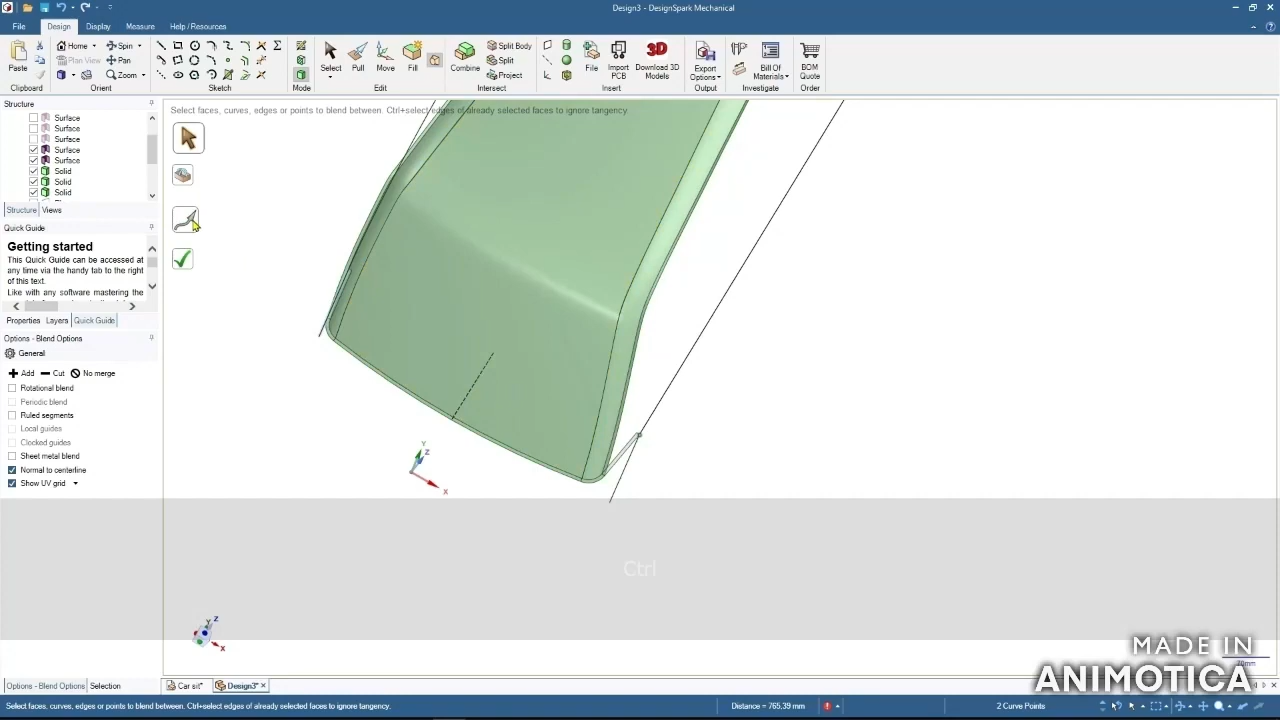 Design3 - DesignSpark Mechanical
File Design Display Measure Help / Resources
Paste
Clipboard
Home Spin
Plan View Pan
Zoom
Orient
Sketch
Mode
Select Pull Move Fill
Edit
Combine
Split Body
Split
Project
Intersect
File
Import PCB
Download 3D Models
3D
Insert
Export Options
Output
Bill Of Materials
Investigate
BOM Quote
Order
Structure
Surface
Surface
Surface
Surface
Surface
Solid
Solid
Solid
Structure Views
Quick Guide
Getting started
This Quick Guide can be accessed at
any time via the handy tab to the right
of this text.
Like with any software mastering the
Properties Layers Quick Guide
Options - Blend Options
General
Add Cut No merge
Rotational blend
Periodic blend
Ruled segments
Local guides
Clocked guides
Sheet metal blend
Normal to centerline
Show UV grid
Select faces, curves, edges or points to blend between. Ctrl+select edges of already selected faces to ignore tangency.
Y
Z
X
Ctrl
Y Z
X
MADE IN
ANIMOTICA
Options - Blend Options Selection
Car sit* Design3*
Select faces, curves, edges or points to blend between. Ctrl+select edges of already selected faces to ignore tangency.
Distance = 765.39 mm
2 Curve Points